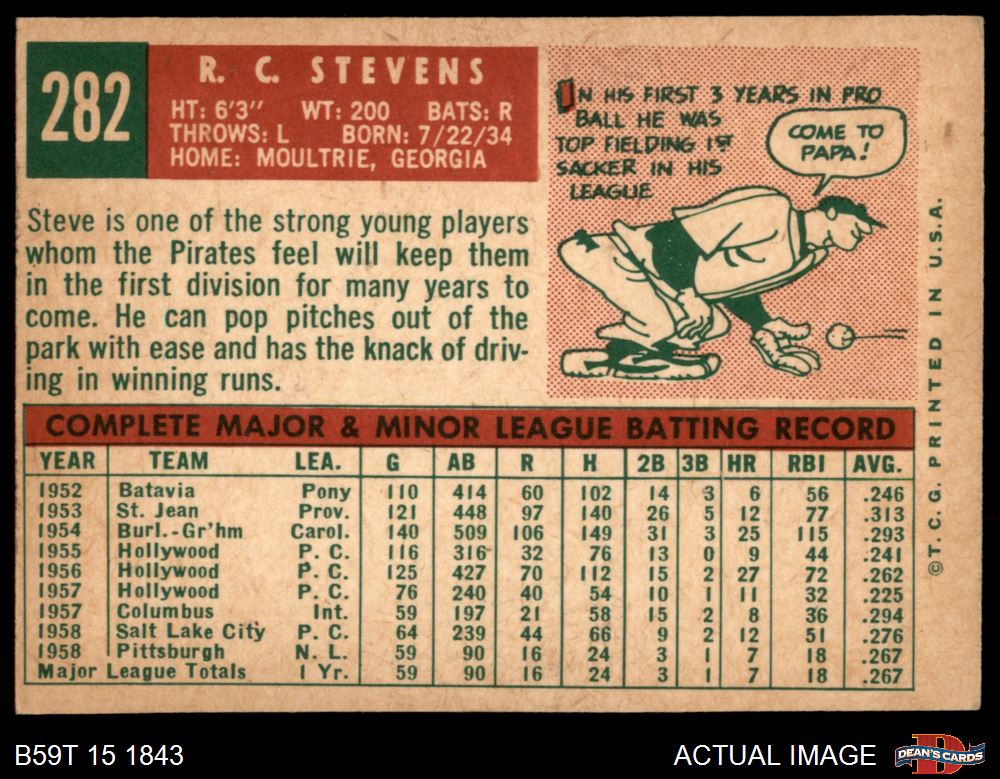 282
R. C. STEVENS
HT: 6'3" WT: 200 BATS: R
THROWS: L BORN: 7/22/34
HOME: MOULTRIE, GEORGIA
IN HIS FIRST 3 YEARS IN PRO
BALL HE WAS
TOP FIELDING 1ST
SACKER IN HIS
LEAGUE
COME TO
PAPA!
Steve is one of the strong young players
whom the Pirates feel will keep them
in the first division for many years to
come. He can pop pitches out of the
park with ease and has the knack of driv-
ing in winning runs.
COMPLETE MAJOR & MINOR LEAGUE BATTING RECORD
YEAR TEAM LEA. G AB R H 2B 3B HR RBI AVG.
1952 Batavia Pony 110 414 60 102 14 3 6 56 .246
1953 St. Jean Prov. 121 448 97 140 26 5 12 77 .313
1954 Burl.-Gr'hm Carol. 140 509 106 149 31 3 25 115 .293
1955 Hollywood P. C. 116 316 32 76 13 0 9 44 .241
1956 Hollywood P. C. 125 427 70 112 15 2 27 72 .262
1957 Hollywood P. C. 76 240 40 54 10 1 11 32 .225
1957 Columbus Int. 59 197 21 58 15 2 8 36 .294
1958 Salt Lake City P. C. 64 239 44 66 9 2 12 51 .276
1958 Pittsburgh N. L. 59 90 16 24 3 1 7 18 .267
Major League Totals 1 Yr. 59 90 16 24 3 1 7 18 .267
©T. C. G. PRINTED IN U.S.A.
B59T 15 1843
ACTUAL IMAGE
DEAN'S CARDS